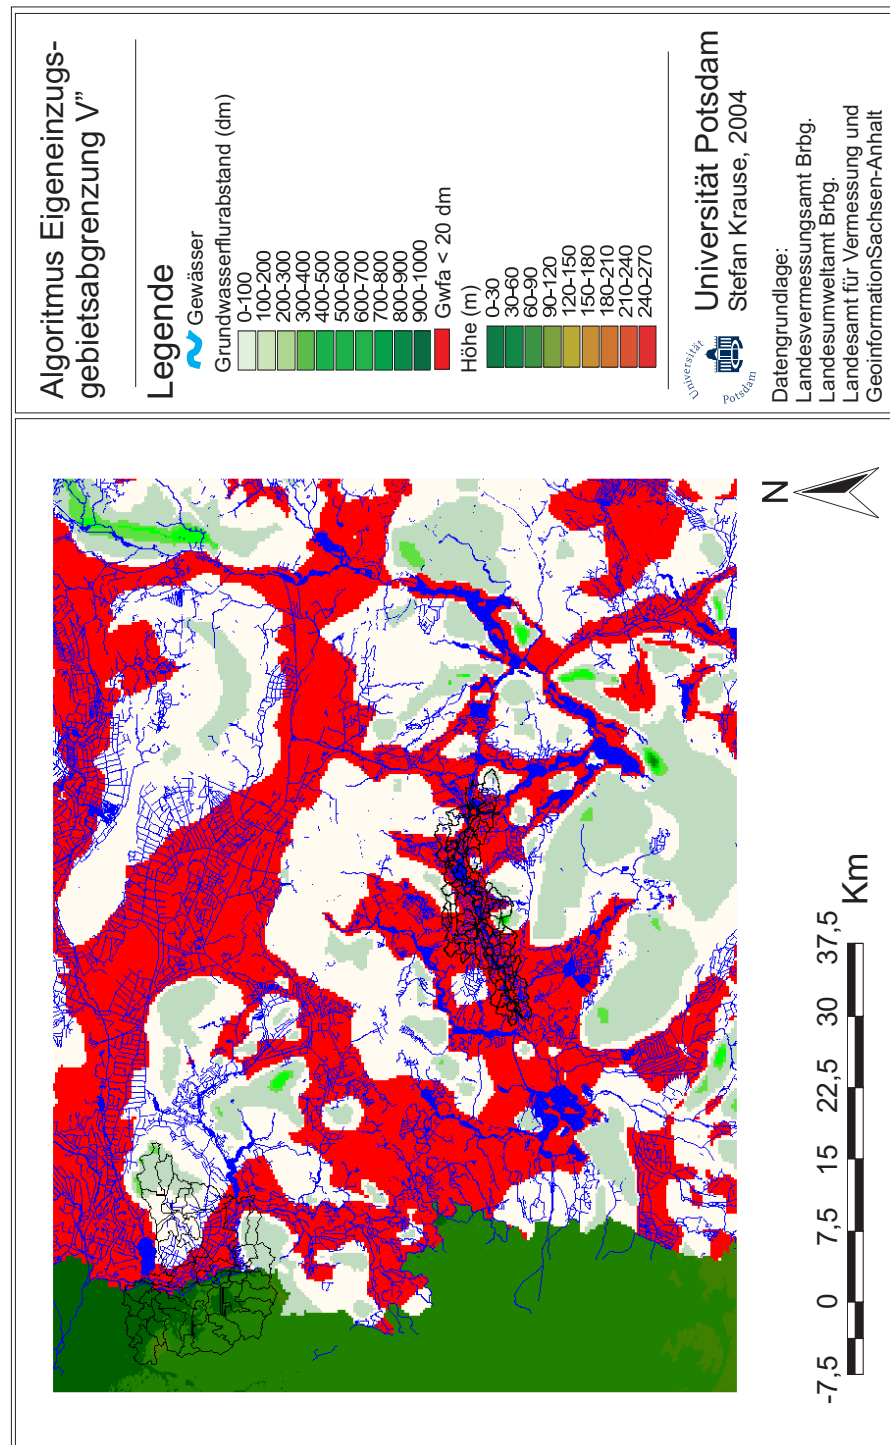 Algoritmus Eigeneinzugs-
gebietsabgrenzung V”
Legende
Gewässer
Grundwasserflurabstand (dm)
0-100
100-200
200-300
300-400
400-500
500-600
600-700
700-800
800-900
900-1000
Gwfa < 20 dm
Höhe (m)
0-30
30-60
60-90
90-120
120-150
150-180
180-210
210-240
240-270
Universität
Potsdam
Universität Potsdam
Stefan Krause, 2004
Datengrundlage:
Landesvermessungsamt Brbg.
Landesumweltamt Brbg.
Landesamt für Vermessung und
GeoinformationSachsen-Anhalt
N
-7,5 0 7,5 15 22,5 30 37,5
Km